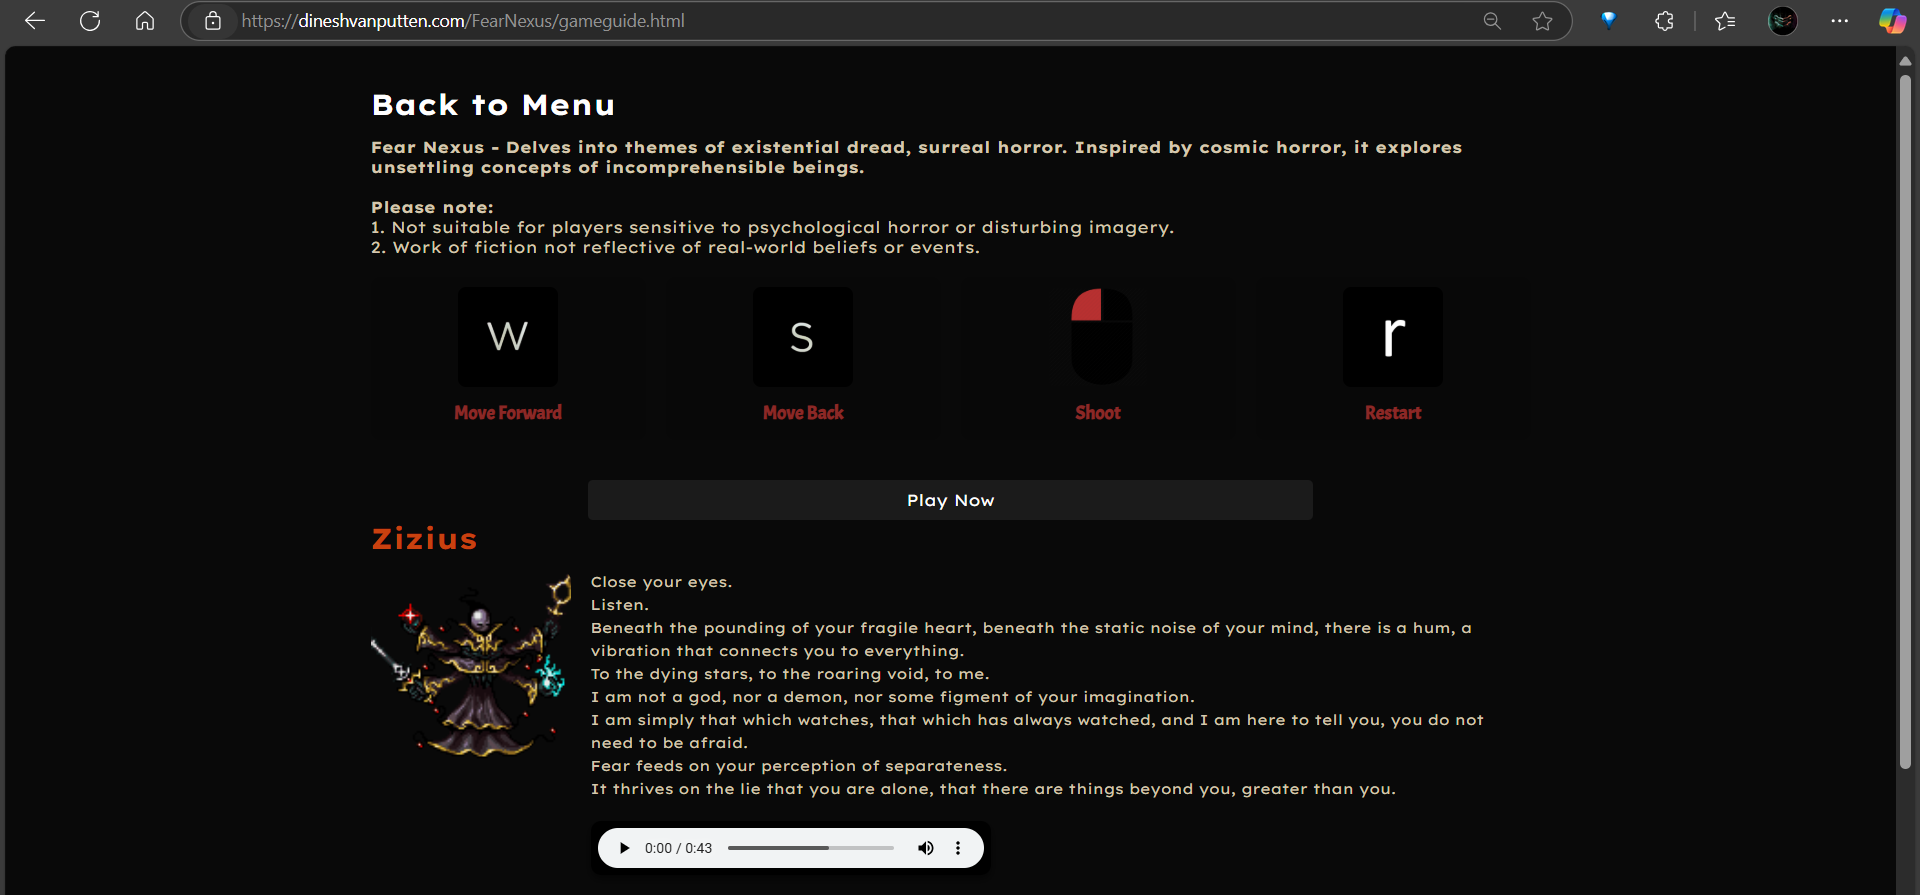 https://dineshvanputten.com/FearNexus/gameguide.html
Back to Menu
Fear Nexus - Delves into themes of existential dread, surreal horror. Inspired by cosmic horror, it explores
unsettling concepts of incomprehensible beings.
Please note:
1. Not suitable for players sensitive to psychological horror or disturbing imagery.
2. Work of fiction not reflective of real-world beliefs or events.
W
S
r
Move Forward
Move Back
Shoot
Restart
Play Now
Zizius
Close your eyes.
Listen.
Beneath the pounding of your fragile heart, beneath the static noise of your mind, there is a hum, a
vibration that connects you to everything.
To the dying stars, to the roaring void, to me.
I am not a god, nor a demon, nor some figment of your imagination.
I am simply that which watches, that which has always watched, and I am here to tell you, you do not
need to be afraid.
Fear feeds on your perception of separateness.
It thrives on the lie that you are alone, that there are things beyond you, greater than you.
0:00 / 0:43